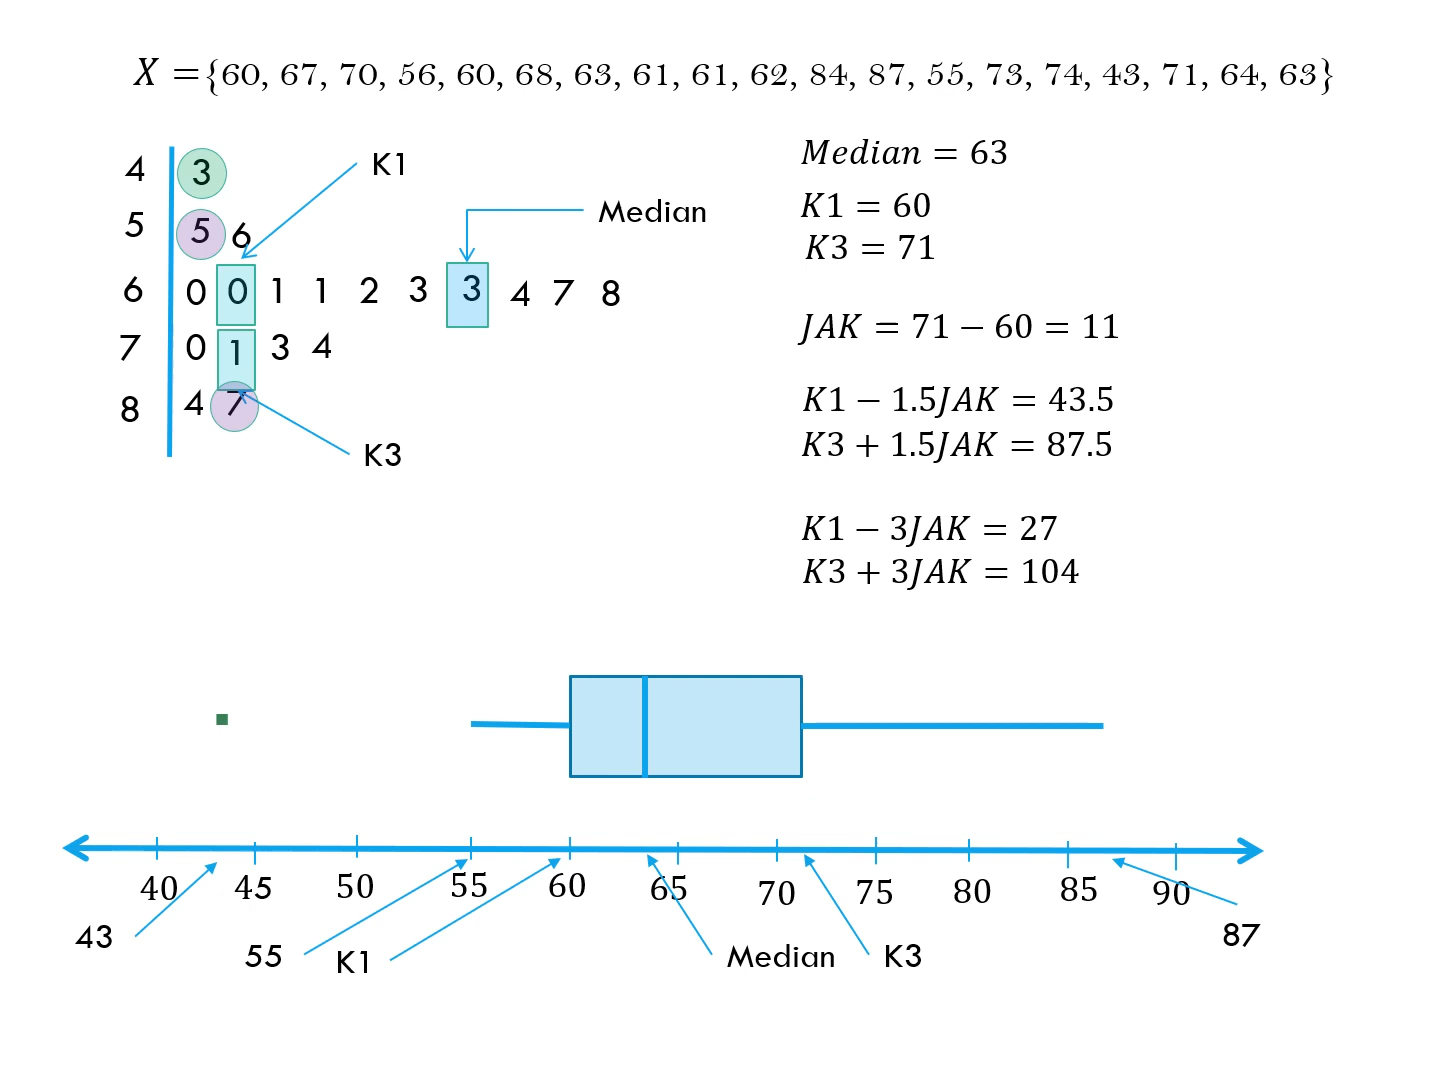 X = {60, 67, 70, 56, 60, 68, 63, 61, 61, 62, 84, 87, 55, 73, 74, 43, 71, 64, 63}
4 3
5 5 6
6 0 0 1 1 2 3 3 4 7 8
7 0 1 3 4
8 4 7
K1
Median
K3
Median = 63
K1 = 60
K3 = 71
JAK = 71 − 60 = 11
K1 − 1.5JAK = 43.5
K3 + 1.5JAK = 87.5
K1 − 3JAK = 27
K3 + 3JAK = 104
40 45 50 55 60 65 70 75 80 85 90
43 55 K1 Median K3 87